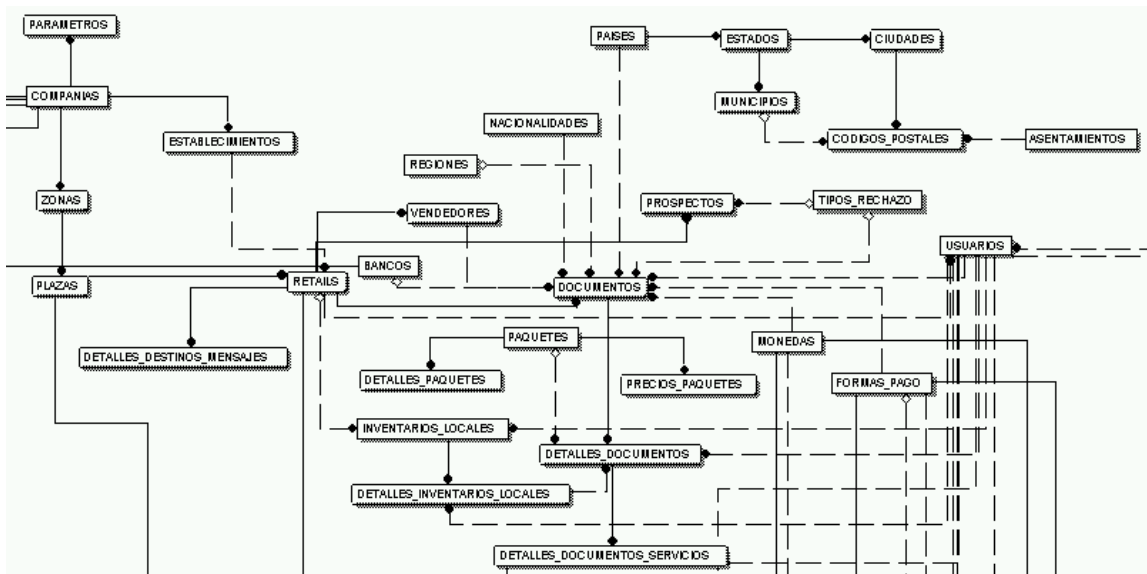 PARAMETROS
PAISES
ESTADOS
CIUDADES
COMPANIAS
MUNICIPIOS
NACIONALIDADES
ESTABLECIMIENTOS
CODIGOS_POSTALES
ASENTAMIENTOS
REGIONES
ZONAS
PROSPECTOS
TIPOS_RECHAZO
VENDEDORES
USUARIOS
BANCOS
PLAZAS
RETAILS
DOCUMENTOS
PAQUETES
MONEDAS
DETALLES_DESTINOS_MENSAJES
DETALLES_PAQUETES
PRECIOS_PAQUETES
FORMAS_PAGO
INVENTARIOS_LOCALES
DETALLES_DOCUMENTOS
DETALLES_INVENTARIOS_LOCALES
DETALLES_DOCUMENTOS_SERVICIOS